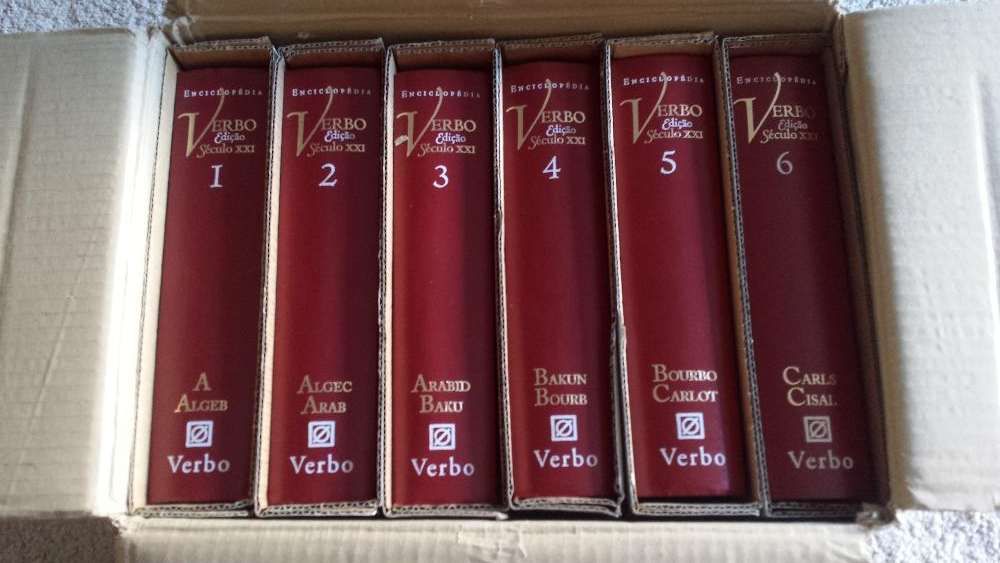 ENCICLOPÉDIA
VERBO
Edição
Século XXI
1
A
ALGEB
Verbo
ENCICLOPÉDIA
VERBO
Edição
Século XXI
2
ALGEC
ARAB
Verbo
ENCICLOPÉDIA
VERBO
Edição
Século XXI
3
ARABID
BAKU
Verbo
ENCICLOPÉDIA
VERBO
Edição
Século XXI
4
BAKUN
BOURB
Verbo
ENCICLOPÉDIA
VERBO
Edição
Século XXI
5
BOURBO
CARLOT
Verbo
ENCICLOPÉDIA
VERBO
Edição
Século XXI
6
CARLS
CISAL
Verbo